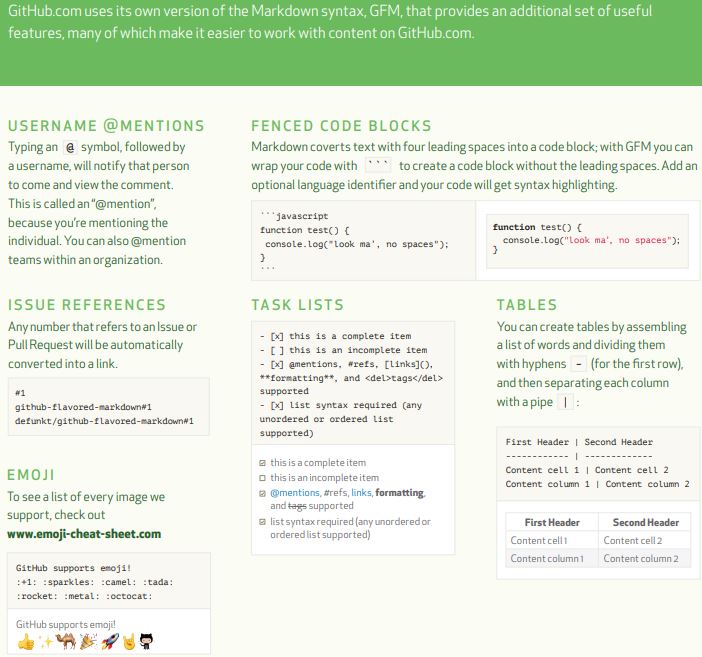 GitHub.com uses its own version of the Markdown syntax, GFM, that provides an additional set of useful
features, many of which make it easier to work with content on GitHub.com.
USERNAME @MENTIONS
Typing an @ symbol, followed by
a username, will notify that person
to come and view the comment.
This is called an "@mention",
because you're mentioning the
individual. You can also @mention
teams within an organization.
ISSUE REFERENCES
Any number that refers to an Issue or
Pull Request will be automatically
converted into a link.
#1
github-flavored-markdown#1
defunkt/github-flavored-markdown#1
EMOJI
To see a list of every image we
support, check out
www.emoji-cheat-sheet.com
GitHub supports emoji!
:+1: :sparkles: :camel: :tada:
:rocket: :metal: :octocat:
GitHub supports emoji!
FENCED CODE BLOCKS
Markdown coverts text with four leading spaces into a code block; with GFM you can
wrap your code with ``` to create a code block without the leading spaces. Add an
optional language identifier and your code will get syntax highlighting.
```javascript
function test() {
 console.log("look ma', no spaces");
}
```
function test() {
  console.log("look ma', no spaces");
}
TASK LISTS
- [x] this is a complete item
- [ ] this is an incomplete item
- [x] @mentions, #refs, [links](),
**formatting**, and <del>tags</del>
supported
- [x] list syntax required (any
unordered or ordered list
supported)
this is a complete item
this is an incomplete item
@mentions, #refs, links, formatting,
and tags supported
list syntax required (any unordered or
ordered list supported)
TABLES
You can create tables by assembling
a list of words and dividing them
with hyphens - (for the first row),
and then separating each column
with a pipe | :
First Header | Second Header
------------ | -------------
Content cell 1 | Content cell 2
Content column 1 | Content column 2
First Header Second Header
Content cell 1 Content cell 2
Content column 1 Content column 2